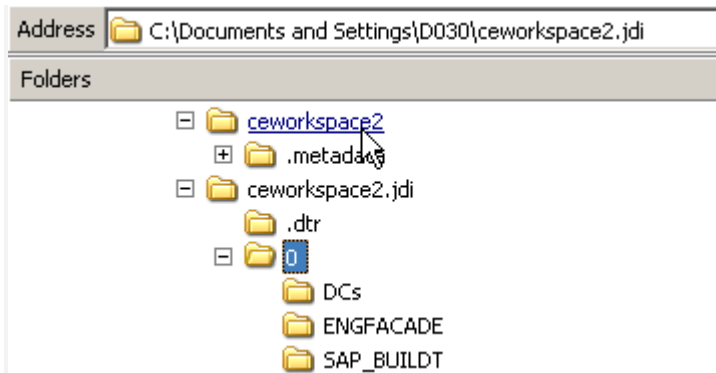 Address C:\Documents and Settings\D030\ceworkspace2.jdi
Folders
ceworkspace2
.metadata
ceworkspace2.jdi
.dtr
0
DCs
ENGFACADE
SAP_BUILDT